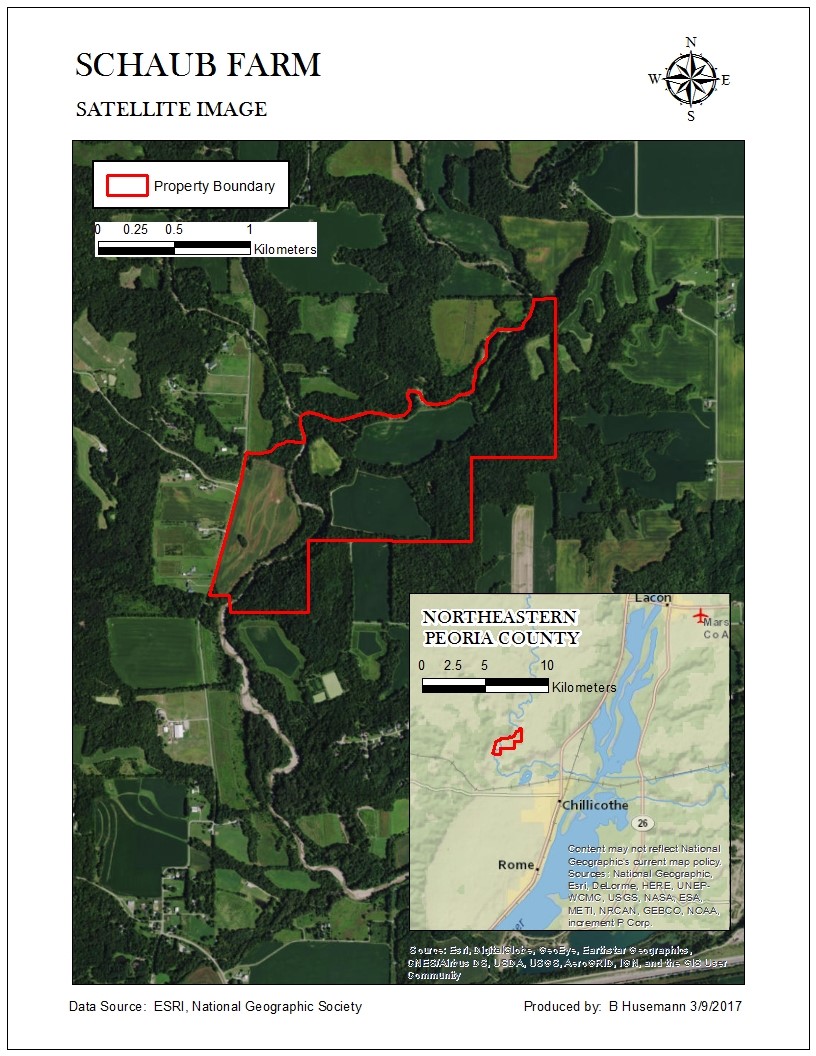 SCHAUB FARM
SATELLITE IMAGE
N
W E
S
Property Boundary
0 0.25 0.5 1
Kilometers
NORTHEASTERN
PEORIA COUNTY
0 2.5 5 10
Kilometers
Lacon
Mars
Co A
Chillicothe
26
Rome
Content may not reflect National
Geographic's current map policy.
Sources: National Geographic,
Esri, DeLorme, HERE, UNEP-
WCMC, USGS, NASA, ESA,
METI, NRCAN, GEBCO, NOAA,
increment P Corp.
Source: Esri, DigitalGlobe, GeoEye, Earthstar Geographics,
CNES/Airbus DS, USDA, USGS, AeroGRID, IGN, and the GIS User
Community
Data Source: ESRI, National Geographic Society
Produced by: B Husemann 3/9/2017